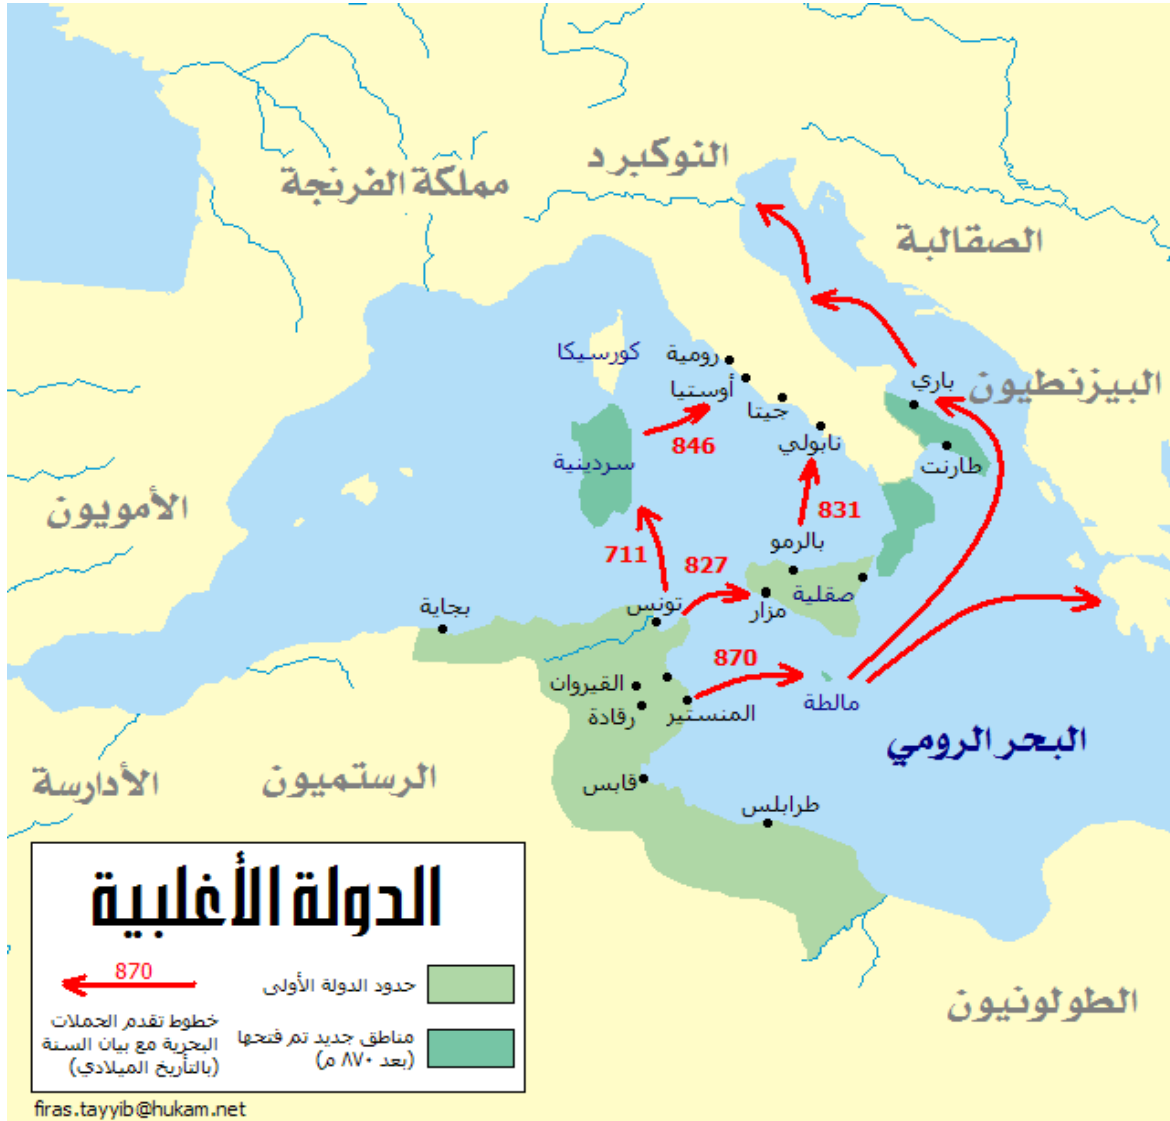 النوكبرد
مملكة الفرنجة
الصقالبة
كورسيكا
رومية
أوستيا
جيتا
باري
البيزنطيون
846
نابولي
طارنت
سردينية
الأمويون
831
711
827
بالرمو
صقلية
مزار
تونس
بجاية
870
القيروان
رقادة
المنستير
مالطة
البحر الرومي
الأدارسة
الرستميون
قابس
طرابلس
الطولونيون
الدولة الأغلبية
حدود الدولة الأولى
مناطق جديد تم فتحها
(بعد ٨٧٠ م)
870
خطوط تقدم الحملات
البحرية مع بيان السنة
(بالتأريخ الميلادي)
firas.tayyib@hukam.net